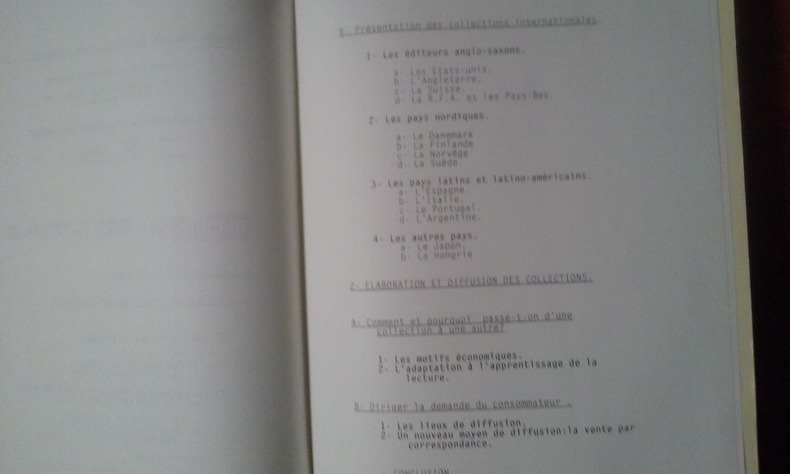 B- Présentation des collections internationales
1- Les éditeurs anglo-saxons.
a- Les Etats-unis.
b- L'Angleterre.
c- La Suisse.
d- La R.F.A. et les Pays-Bas.
2- Les pays nordiques.
a- Le Danemark
b- La Finlande
c- La Norvège
d- La Suède.
3- Les pays latins et latino-américains.
a- L'Espagne.
b- L'Italie.
c- Le Portugal.
d- L'Argentine.
4- Les autres pays.
a- Le Japon.
b- La Hongrie
2- ELABORATION ET DIFFUSION DES COLLECTIONS.
A- Comment et pourquoi passe-t-on d'une
collection à une autre?
1- Les motifs économiques.
2- L'adaptation à l'apprentissage de la
lecture.
B- Diriger la demande du consommateur .
1- Les lieux de diffusion.
2- Un nouveau moyen de diffusion:la vente par
correspondance.
- CONCLUSION